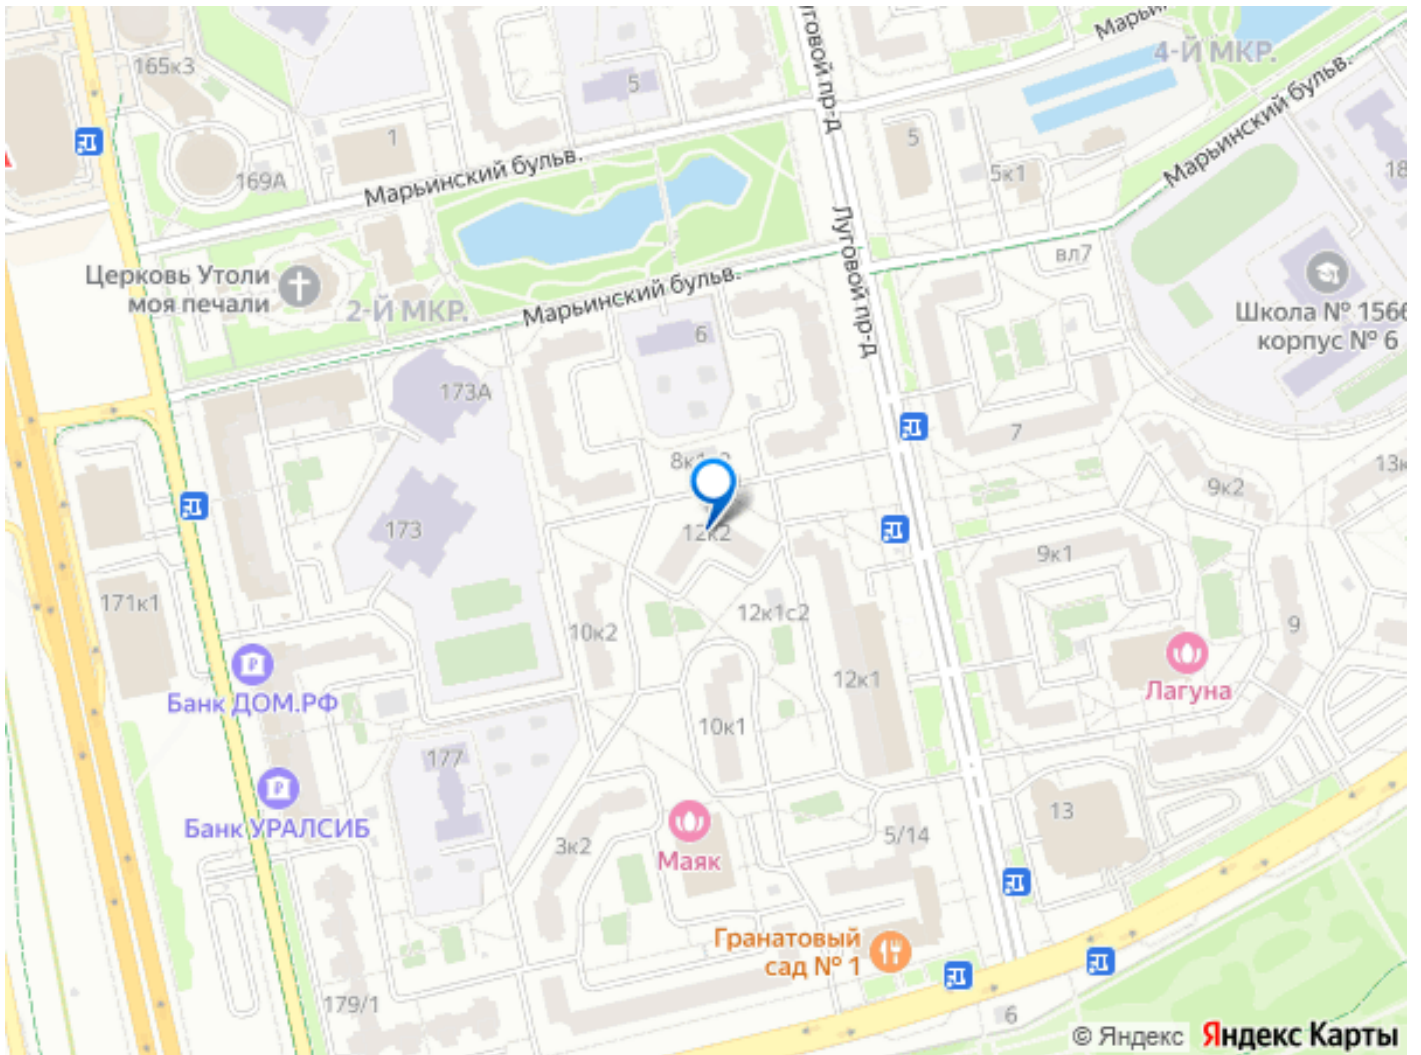 165к3
5
1
169А
Марьинский бульв.
Луговой пр-д
4-Й МКР.
Марьинский бульв.
5
5к1
18
вл7
Церковь Утоли
моя печали
2-Й МКР.
Марьинский бульв.
Луговой пр-д
Школа № 1566
корпус № 6
6
173А
7
9к2
173
12к2
9к1
171к1
10к2
12к1с2
9
12к1
Лагуна
Банк ДОМ.РФ
10к1
177
Банк УРАЛСИБ
13
3к2
Маяк
5/14
Гранатовый
сад № 1
179/1
6
© Яндекс Яндекс Карты